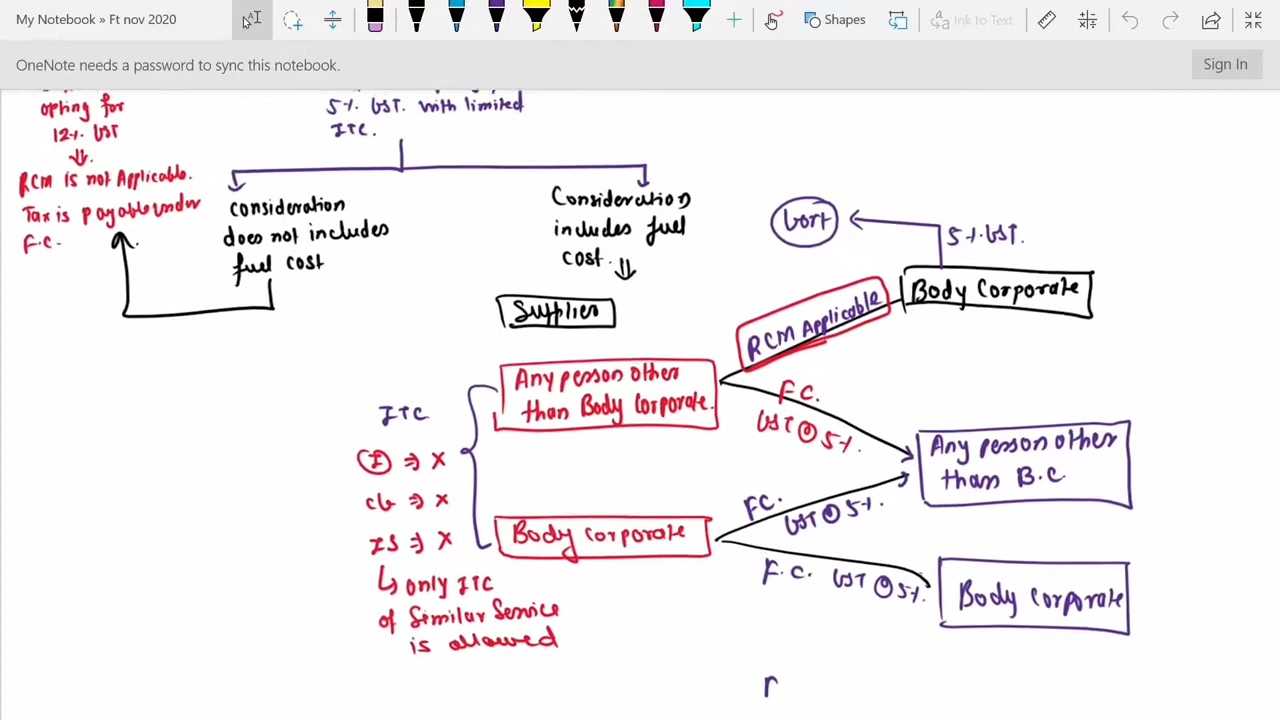 My Notebook » Ft nov 2020
Shapes
Ink to Text
OneNote needs a password to sync this notebook.
Sign In
opting for
12%. GST
RCM is not Applicable.
Tax is payable under
F.C.
5%. GST. with limited
ITC.
consideration
does not includes
fuel cost
Consideration
includes fuel
cost.
Supplier
Govt
5%. GST.
Body Corporate
RCM Applicable
Any person other
than Body Corporate.
F.C.
GST @ 5%.
Any person other
than B.C.
FC.
GST @ 5%.
Body corporate
F.C. GST @ 5%.
Body corporate
ITC
I ⇒ X
CG ⇒ X
IS ⇒ X
↳ only ITC
of Similar Service
is allowed